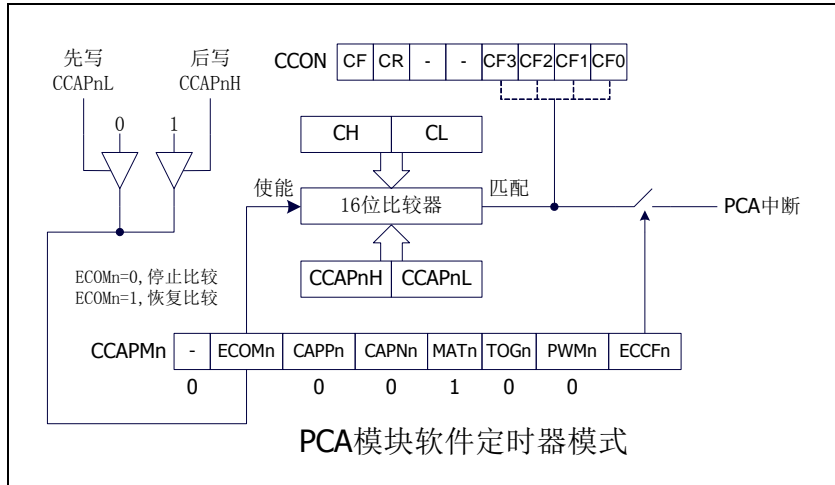 先写 后写 CCON CF CR - - CF3 CF2 CF1 CF0
CCAPnL CCAPnH
0 1 CH CL
使能 16位比较器 匹配 PCA中断
CCAPnH CCAPnL
ECOMn=0,停止比较
ECOMn=1,恢复比较
CCAPMn - ECOMn CAPPn CAPNn MATn TOGn PWMn ECCFn
0 0 0 1 0 0
PCA模块软件定时器模式